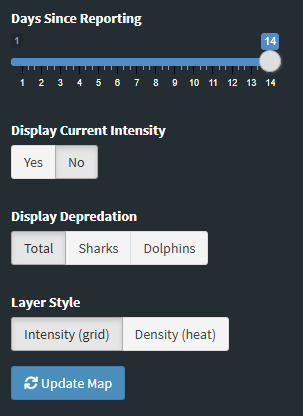 Days Since Reporting
1 14
1 2 3 4 5 6 7 8 9 10 11 12 13 14
Display Current Intensity
Yes No
Display Depredation
Total Sharks Dolphins
Layer Style
Intensity (grid) Density (heat)
Update Map